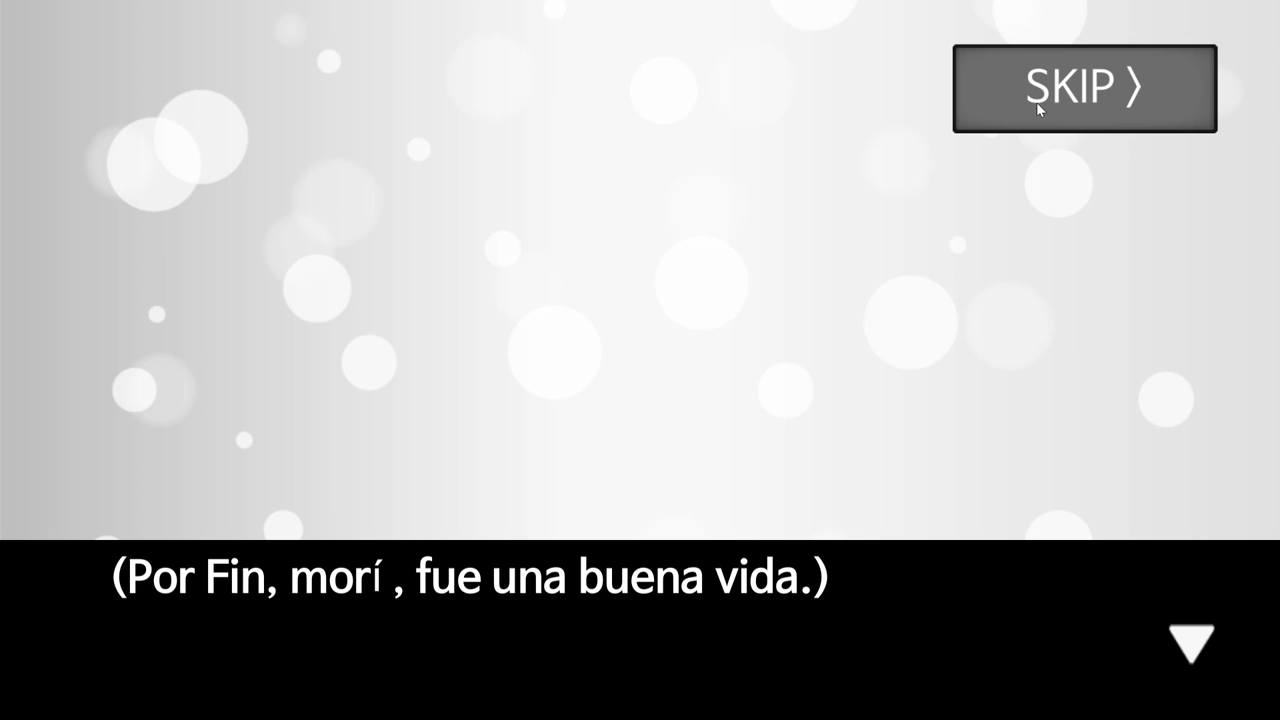 SKIP 〉
(Por Fin, morí , fue una buena vida.)